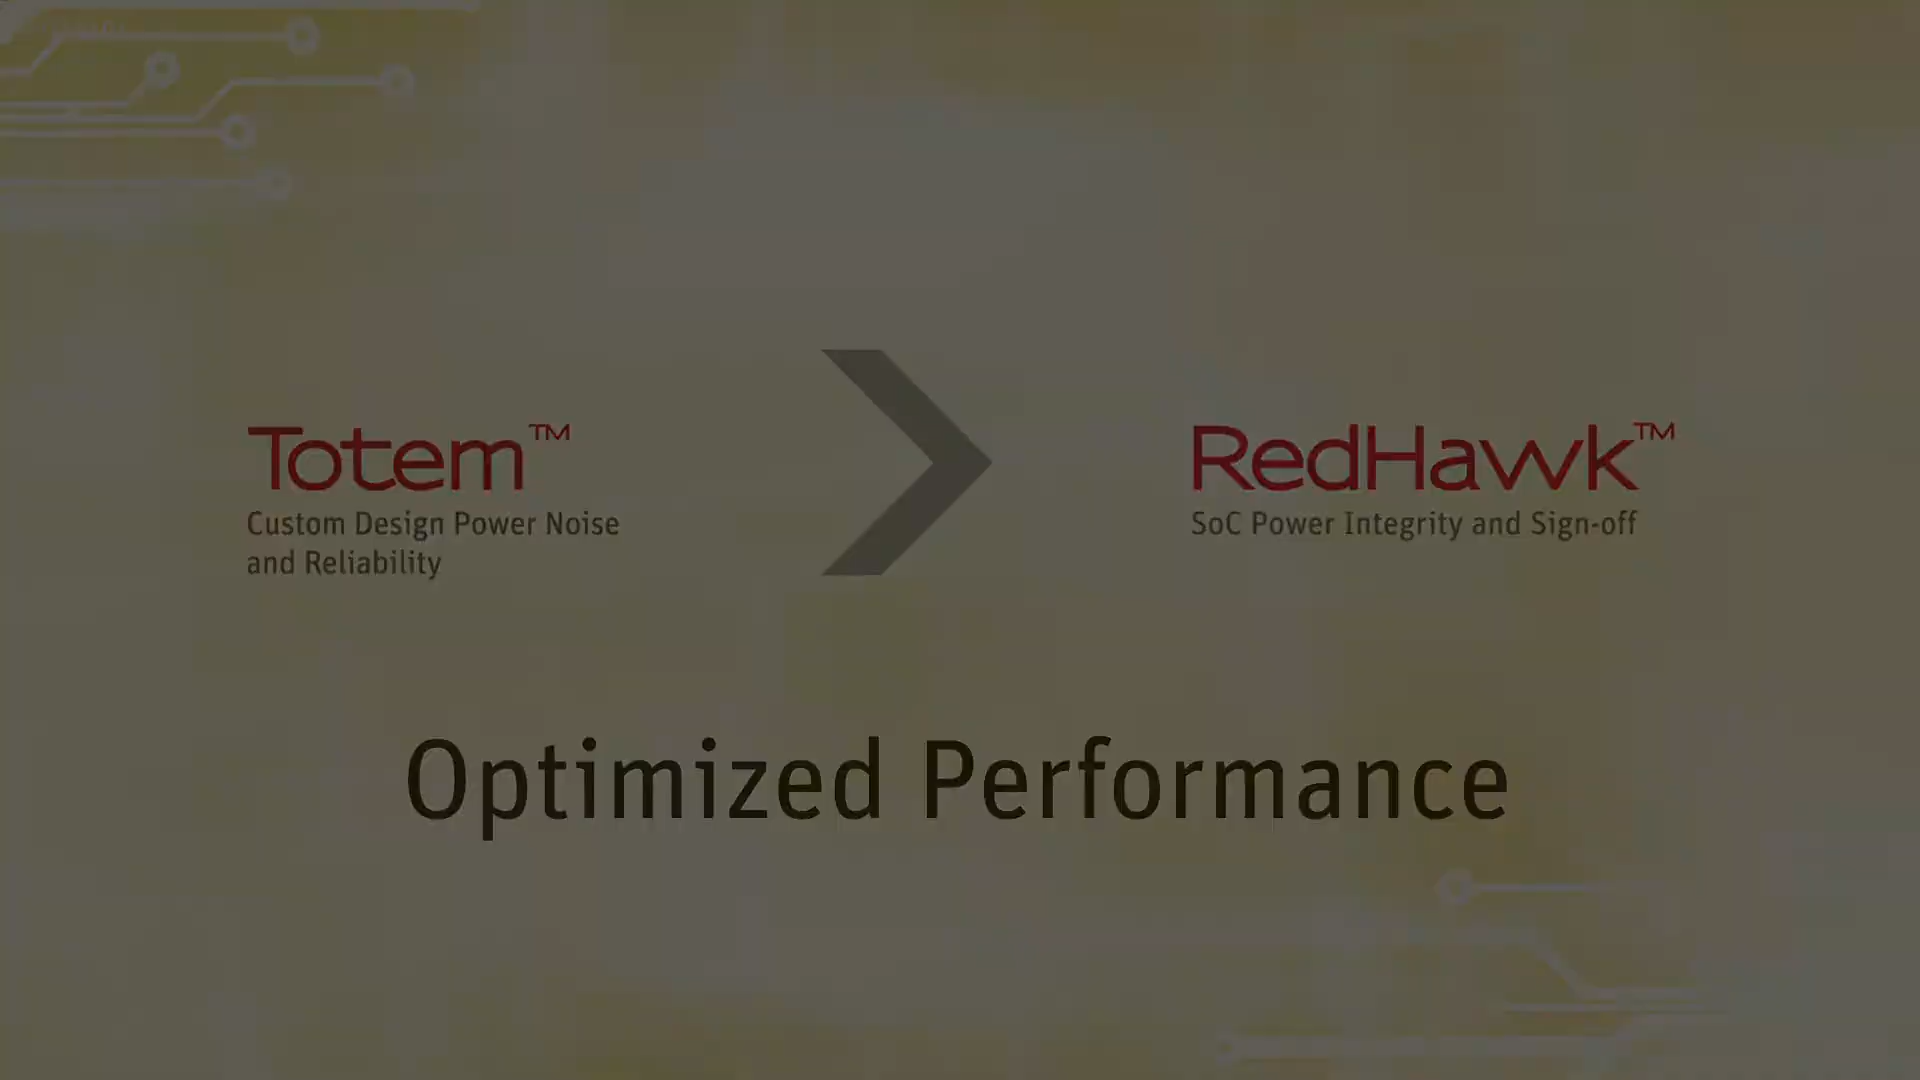 Totem™
Custom Design Power Noise
and Reliability
RedHawk™
SoC Power Integrity and Sign-off
Optimized Performance